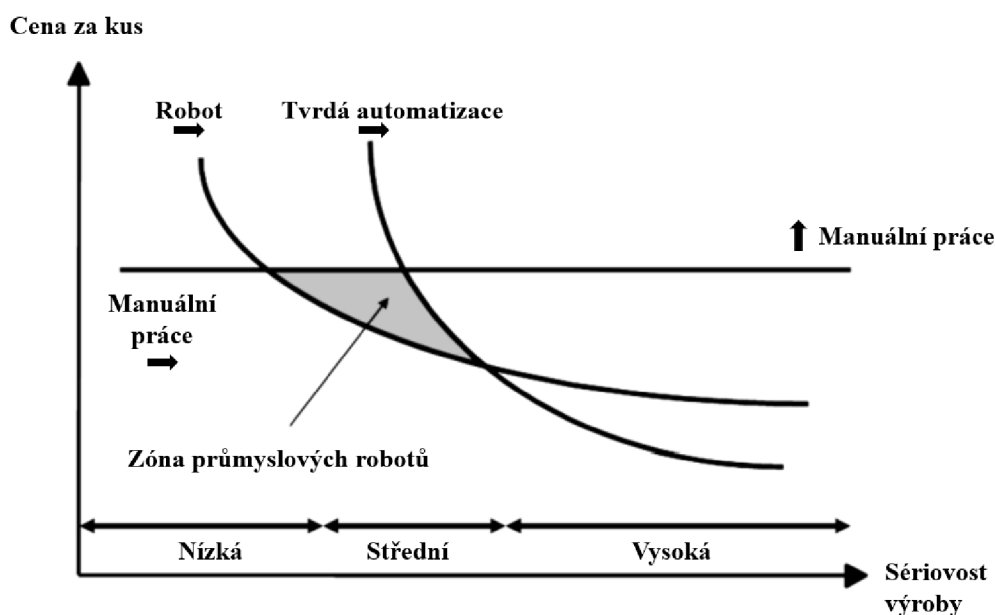 Cena za kus
Robot
Tvrdá automatizace
Manuální práce
Manuální
práce
Zóna průmyslových robotů
Nízká
Střední
Vysoká
Sériovost
výroby